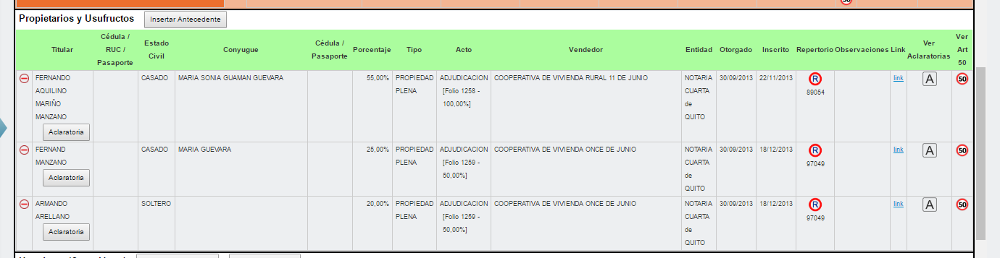 50
Propietarios y Usufructos Insertar Antecedente
Titular Cédula / RUC / Pasaporte Estado Civil Conyugue Cédula / Pasaporte Porcentaje Tipo Acto Vendedor Entidad Otorgado Inscrito Repertorio Observaciones Link Ver Aclaratorias Ver Art 50
FERNANDO CASADO MARIA SONIA GUAMAN GUEVARA 55,00% PROPIEDAD ADJUDICACION COOPERATIVA DE VIVIENDA RURAL 11 DE JUNIO NOTARIA 30/09/2013 22/11/2013 R link A 50
AQUILINO PLENA [Folio 1258 - CUARTA 89054
MARIÑO 100,00%] de
MANZANO QUITO
Aclaratoria
FERNAND CASADO MARIA GUEVARA 25,00% PROPIEDAD ADJUDICACION COOPERATIVA DE VIVIENDA ONCE DE JUNIO NOTARIA 30/09/2013 18/12/2013 R link A 50
MANZANO PLENA [Folio 1259 - CUARTA 97049
Aclaratoria 50,00%] de
QUITO
ARMANDO SOLTERO 20,00% PROPIEDAD ADJUDICACION COOPERATIVA DE VIVIENDA ONCE DE JUNIO NOTARIA 30/09/2013 18/12/2013 R link A 50
ARELLANO PLENA [Folio 1259 - CUARTA 97049
Aclaratoria 50,00%] de
QUITO